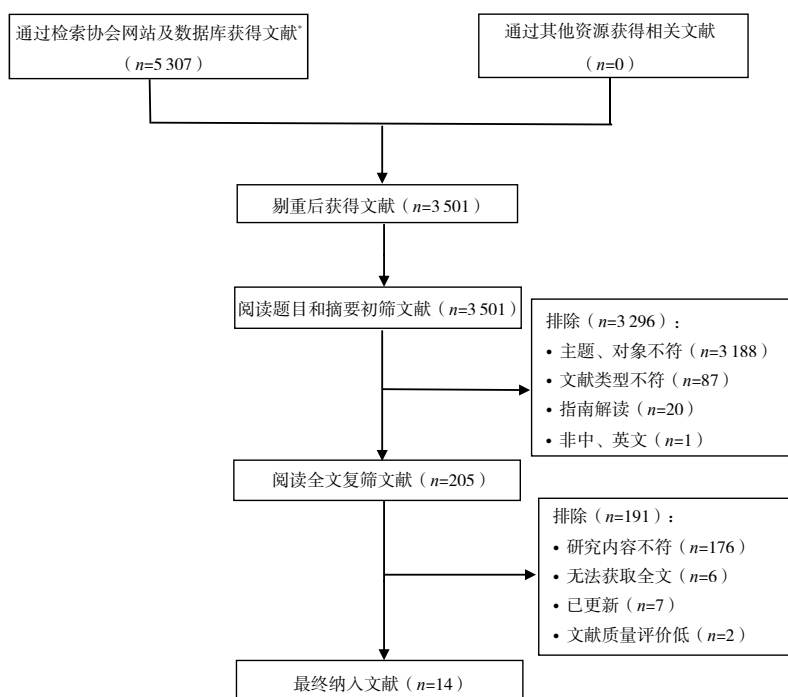 通过检索协会网站及数据库获得文献*
（n=5 307）
通过其他资源获得相关文献
（n=0）
剔重后获得文献（n=3 501）
阅读题目和摘要初筛文献（n=3 501）
排除（n=3 296）：
• 主题、对象不符（n=3 188）
• 文献类型不符（n=87）
• 指南解读（n=20）
• 非中、英文（n=1）
阅读全文复筛文献（n=205）
排除（n=191）：
• 研究内容不符（n=176）
• 无法获取全文（n=6）
• 已更新（n=7）
• 文献质量评价低（n=2）
最终纳入文献（n=14）